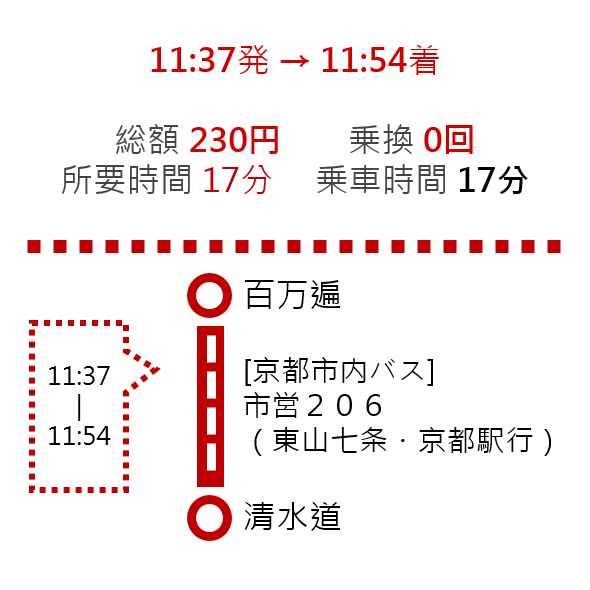 11:37発 → 11:54着
総額 230円 乗換 0回
所要時間 17分 乗車時間 17分
百万遍
11:37
|
11:54
[京都市内バス]
市営２０６
（東山七条・京都駅行）
清水道